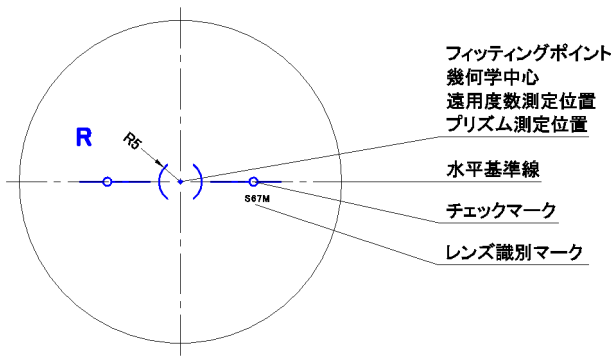 フィッティングポイント
幾何学中心
遠用度数測定位置
プリズム測定位置
R
R5
水平基準線
S67M
チェックマーク
レンズ識別マーク